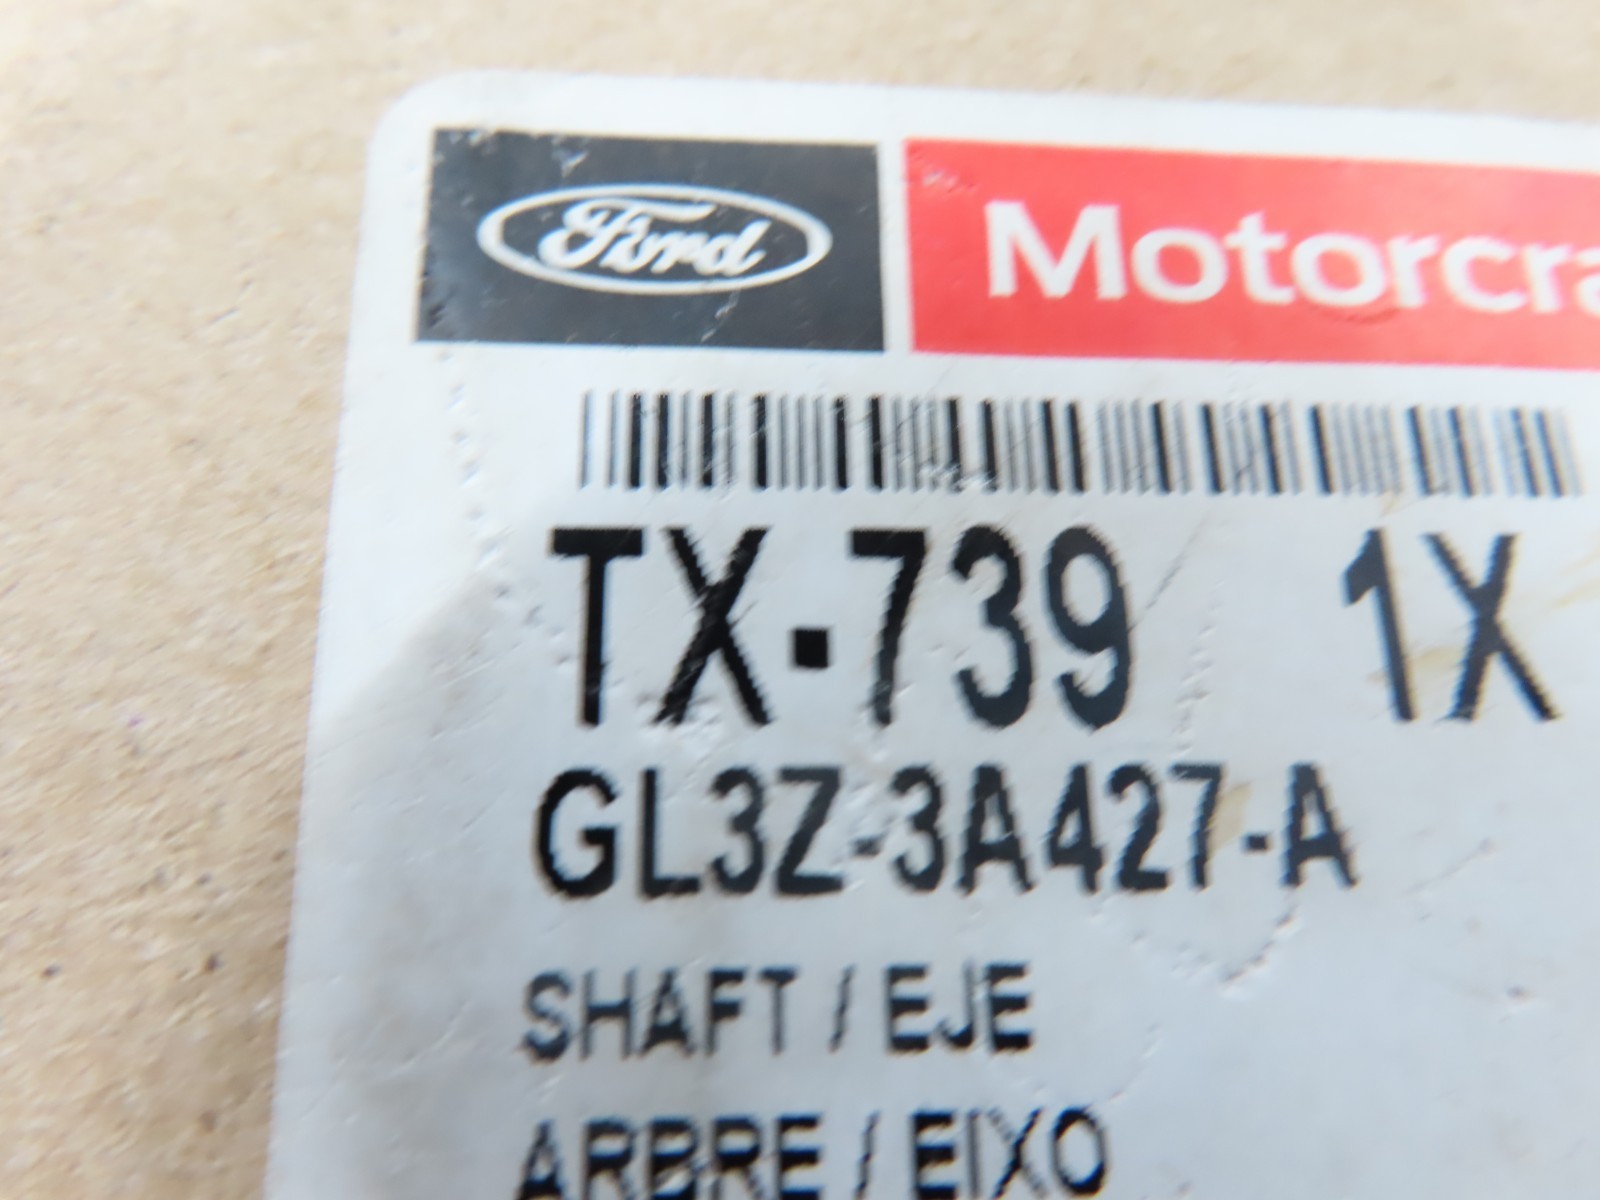 Ford Motorcra
TX-739 1X
GL3Z-3A427-A
SHAFT / EJE
ARBRE / EIXO